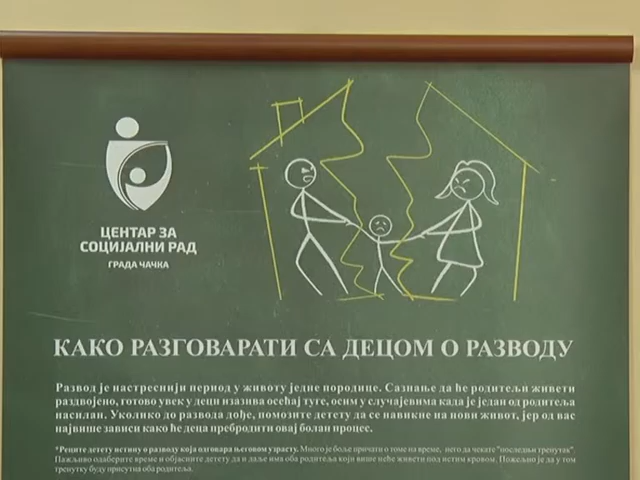 ЦЕНТАР ЗА
СОЦИЈАЛНИ РАД
ГРАДА ЧАЧКА
КАКО РАЗГОВАРАТИ СА ДЕЦОМ О РАЗВОДУ
Развод је настреснији период у животу једне породице. Сазнање да ће родитељи живети
раздвојено, готово увек у деци изазива осећај туге, осим у случајевима када је један од родитеља
насилан. Уколико до развода дође, помозите детету да се навикне на нови живот, јер од вас
највише зависи како ће деца пребродити овај болан процес.
*Реците детету истину о разводу која одговара његовом узрасту. Много је боље причати о томе на време, него да чекате "последњи тренутак".
Пажљиво одаберите време и објасните детету да и даље има оба родитеља који више неће живети под истим кровом. Пожељно је да у том
тренутку буду присутна оба родитеља.